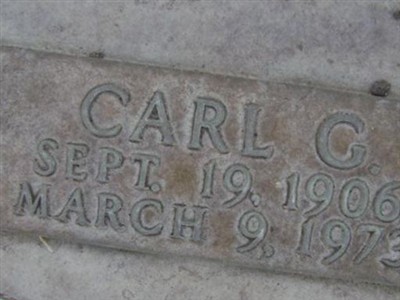 CARL G.
SEPT. 19, 1906
MARCH 9, 1973